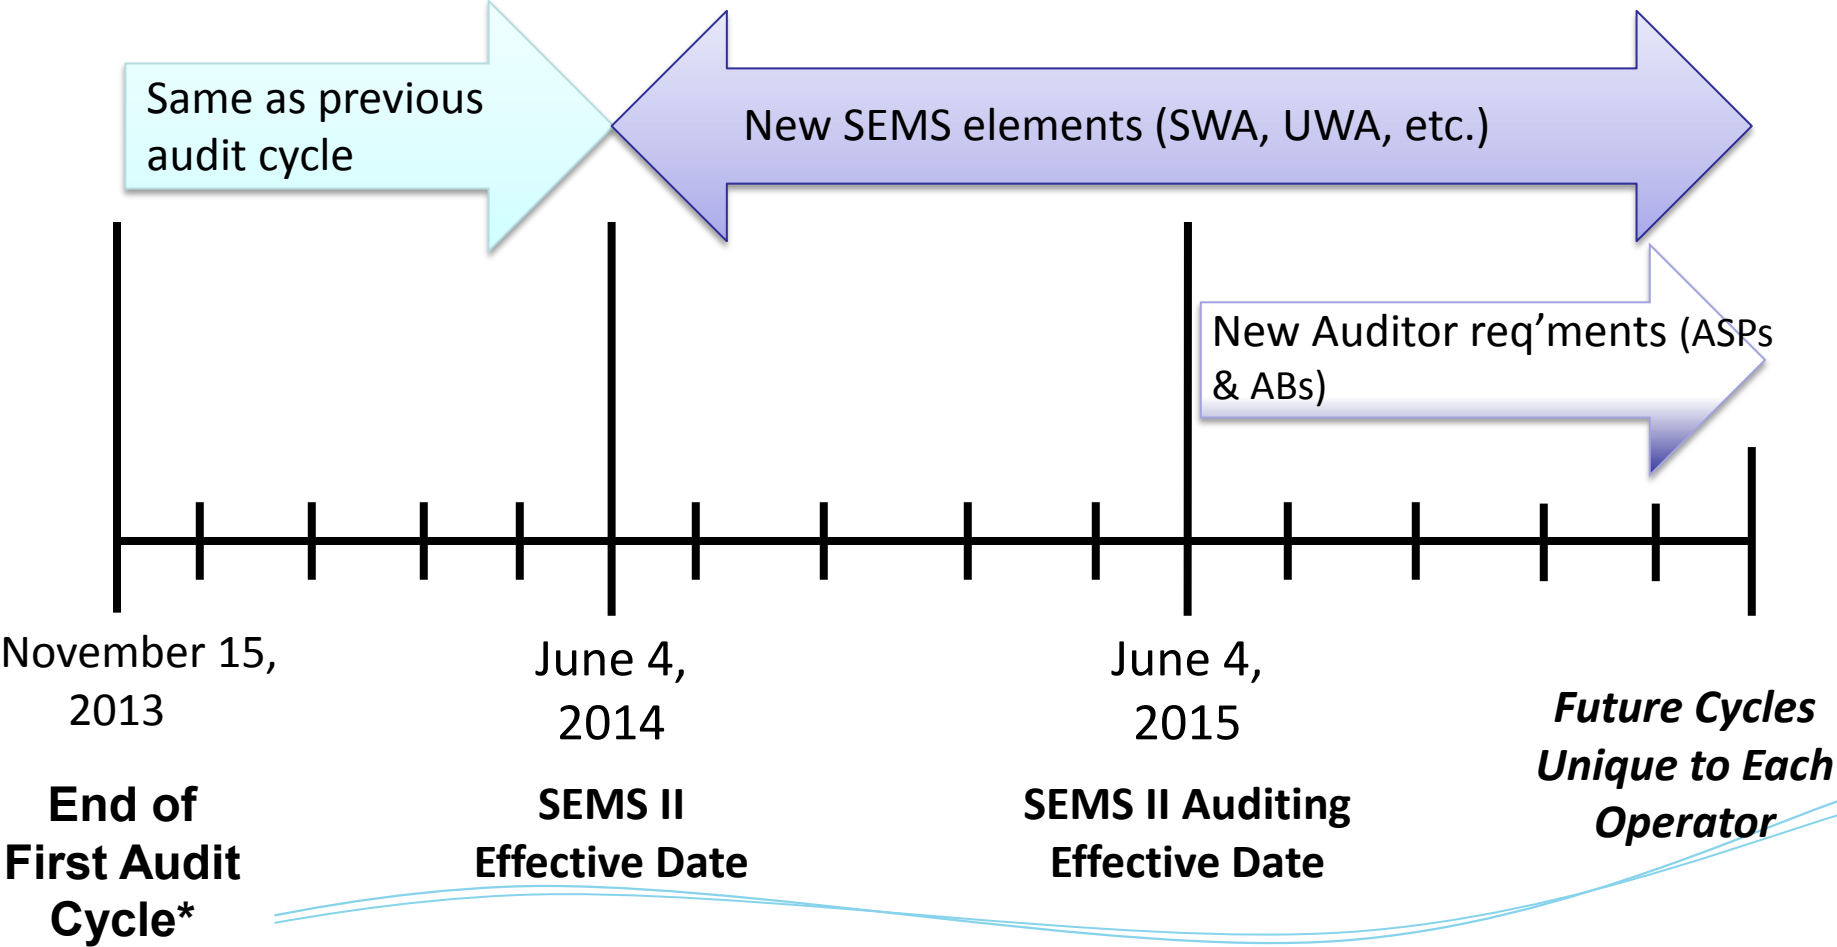 Same as previous
audit cycle
New SEMS elements (SWA, UWA, etc.)
New Auditor req’ments (ASPs
& ABs)
November 15,
2013
End of
First Audit
Cycle*
June 4,
2014
SEMS II
Effective Date
June 4,
2015
SEMS II Auditing
Effective Date
Future Cycles
Unique to Each
Operator